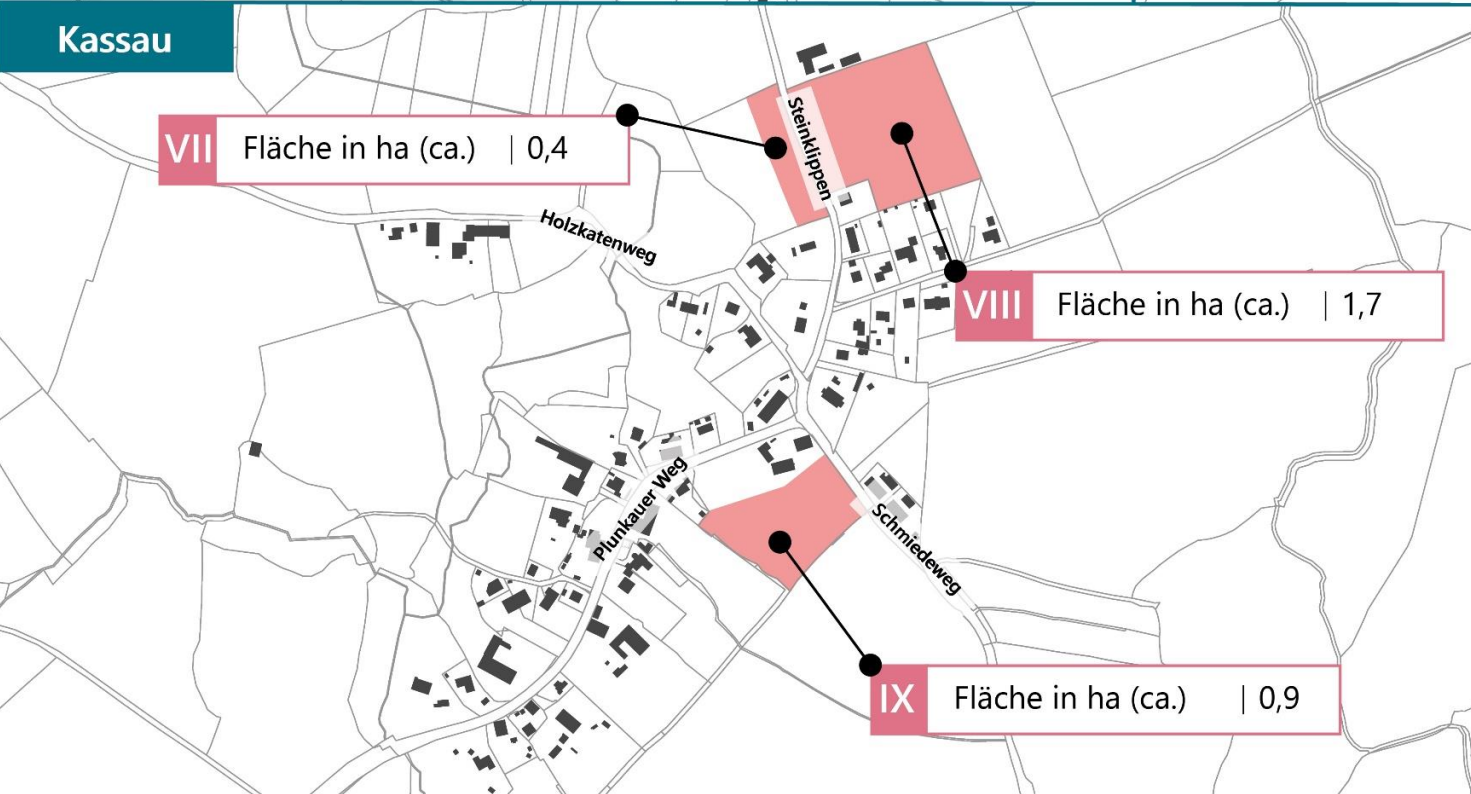 Kassau
VII Fläche in ha (ca.) | 0,4
Steinklippen
Holzkatenweg
VIII Fläche in ha (ca.) | 1,7
Plunkauer Weg
Schmiedeweg
IX Fläche in ha (ca.) | 0,9